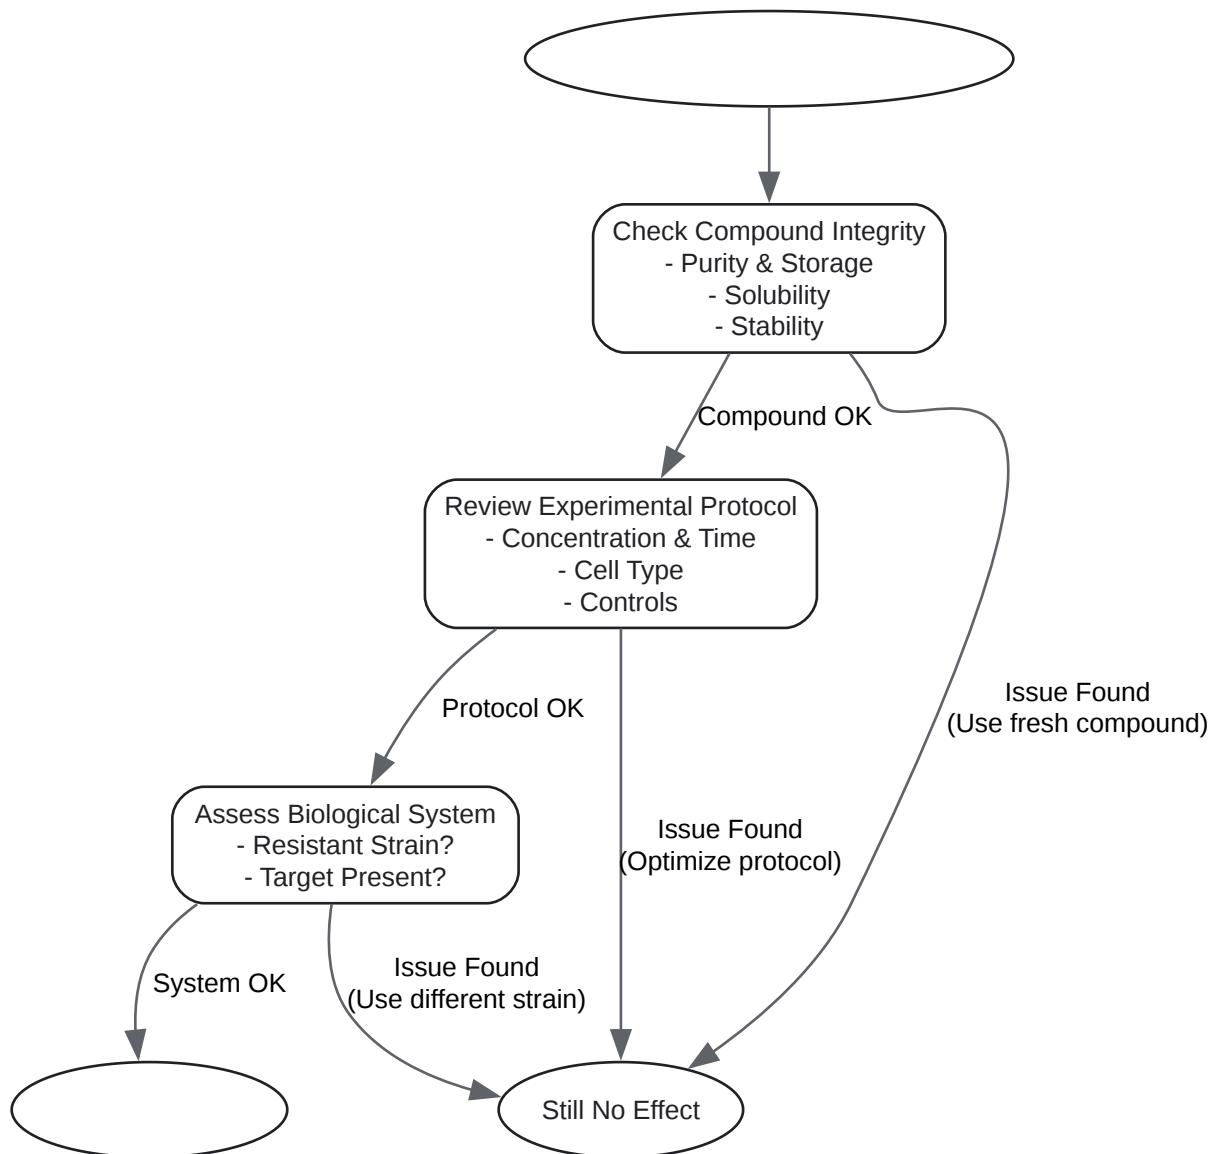 Check Compound Integrity
- Purity & Storage
- Solubility
- Stability
Compound OK
Review Experimental Protocol
- Concentration & Time
- Cell Type
- Controls
Protocol OK
Issue Found
(Use fresh compound)
Assess Biological System
- Resistant Strain?
- Target Present?
Issue Found
(Optimize protocol)
System OK
Issue Found
(Use different strain)
Still No Effect